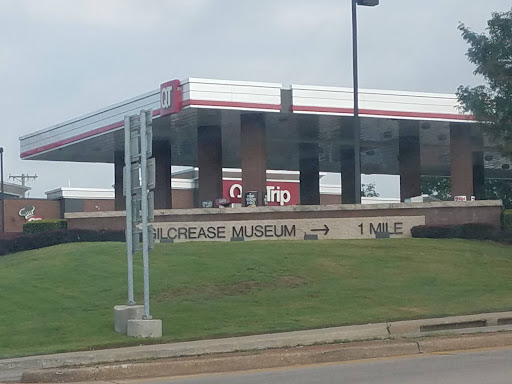 QT
QuikTrip
GILCREASE MUSEUM → 1 MILE